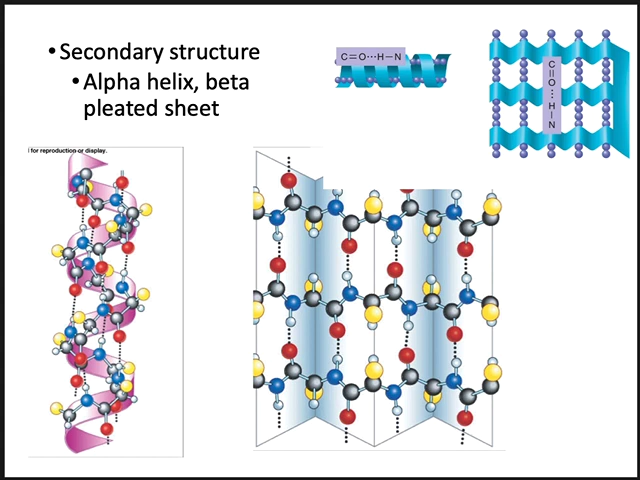 •Secondary structure
•Alpha helix, beta
pleated sheet
C=O···H—N
C=O···H—N
l for reproduction or display.